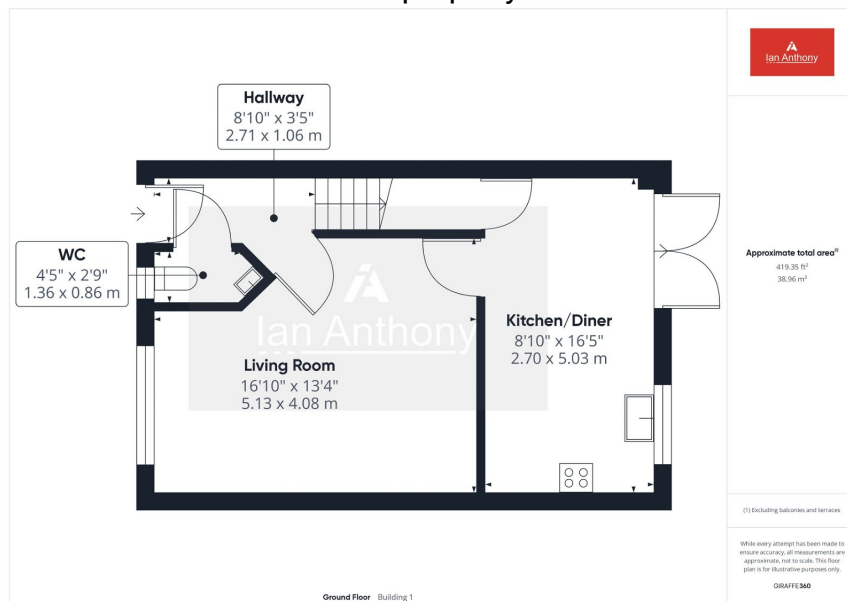 Ian Anthony
Hallway
8'10" x 3'5"
2.71 x 1.06 m
WC
4'5" x 2'9"
1.36 x 0.86 m
Ian Anthony
Living Room
16'10" x 13'4"
5.13 x 4.08 m
Kitchen/Diner
8'10" x 16'5"
2.70 x 5.03 m
Approximate total area(1)
419.35 ft²
38.96 m²
(1) Excluding balconies and terraces
While every attempt has been made to
ensure accuracy, all measurements are
approximate, not to scale. This floor
plan is for illustrative purposes only.
GIRAFFE360
Ground Floor Building 1